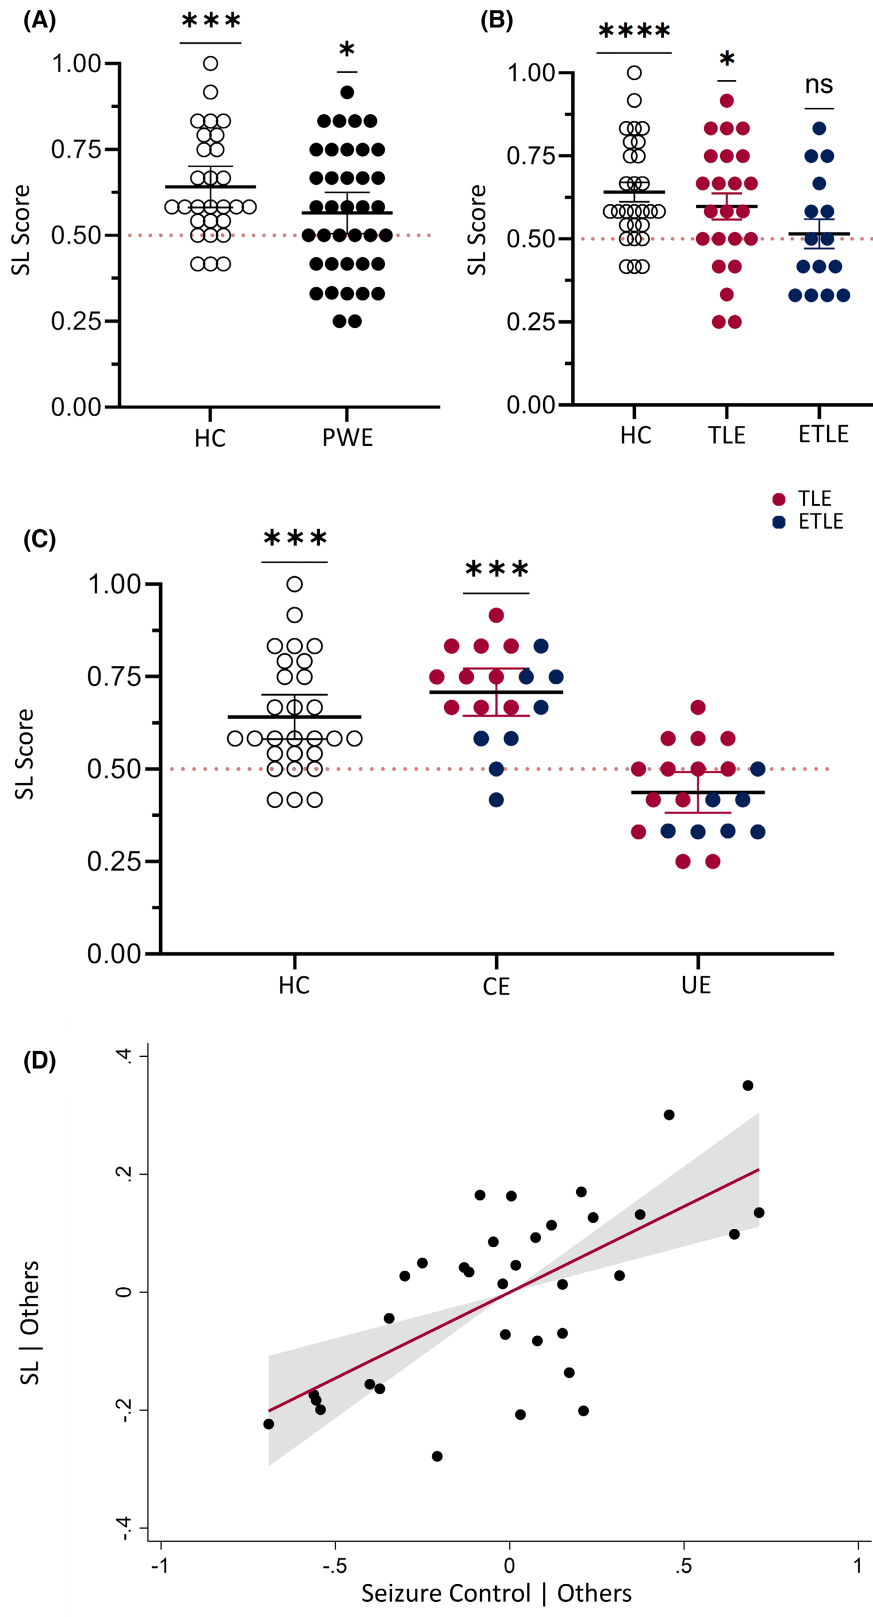 (A)
***
*
1.00
0.75
0.50
0.25
0.00
SL Score
HC
PWE
(B)
****
*
ns
1.00
0.75
0.50
0.25
0.00
SL Score
HC
TLE
ETLE
TLE
ETLE
(C)
***
***
1.00
0.75
0.50
0.25
0.00
SL Score
HC
CE
UE
(D)
.4
.2
0
-.2
-.4
SL | Others
-1
-.5
0
.5
1
Seizure Control | Others